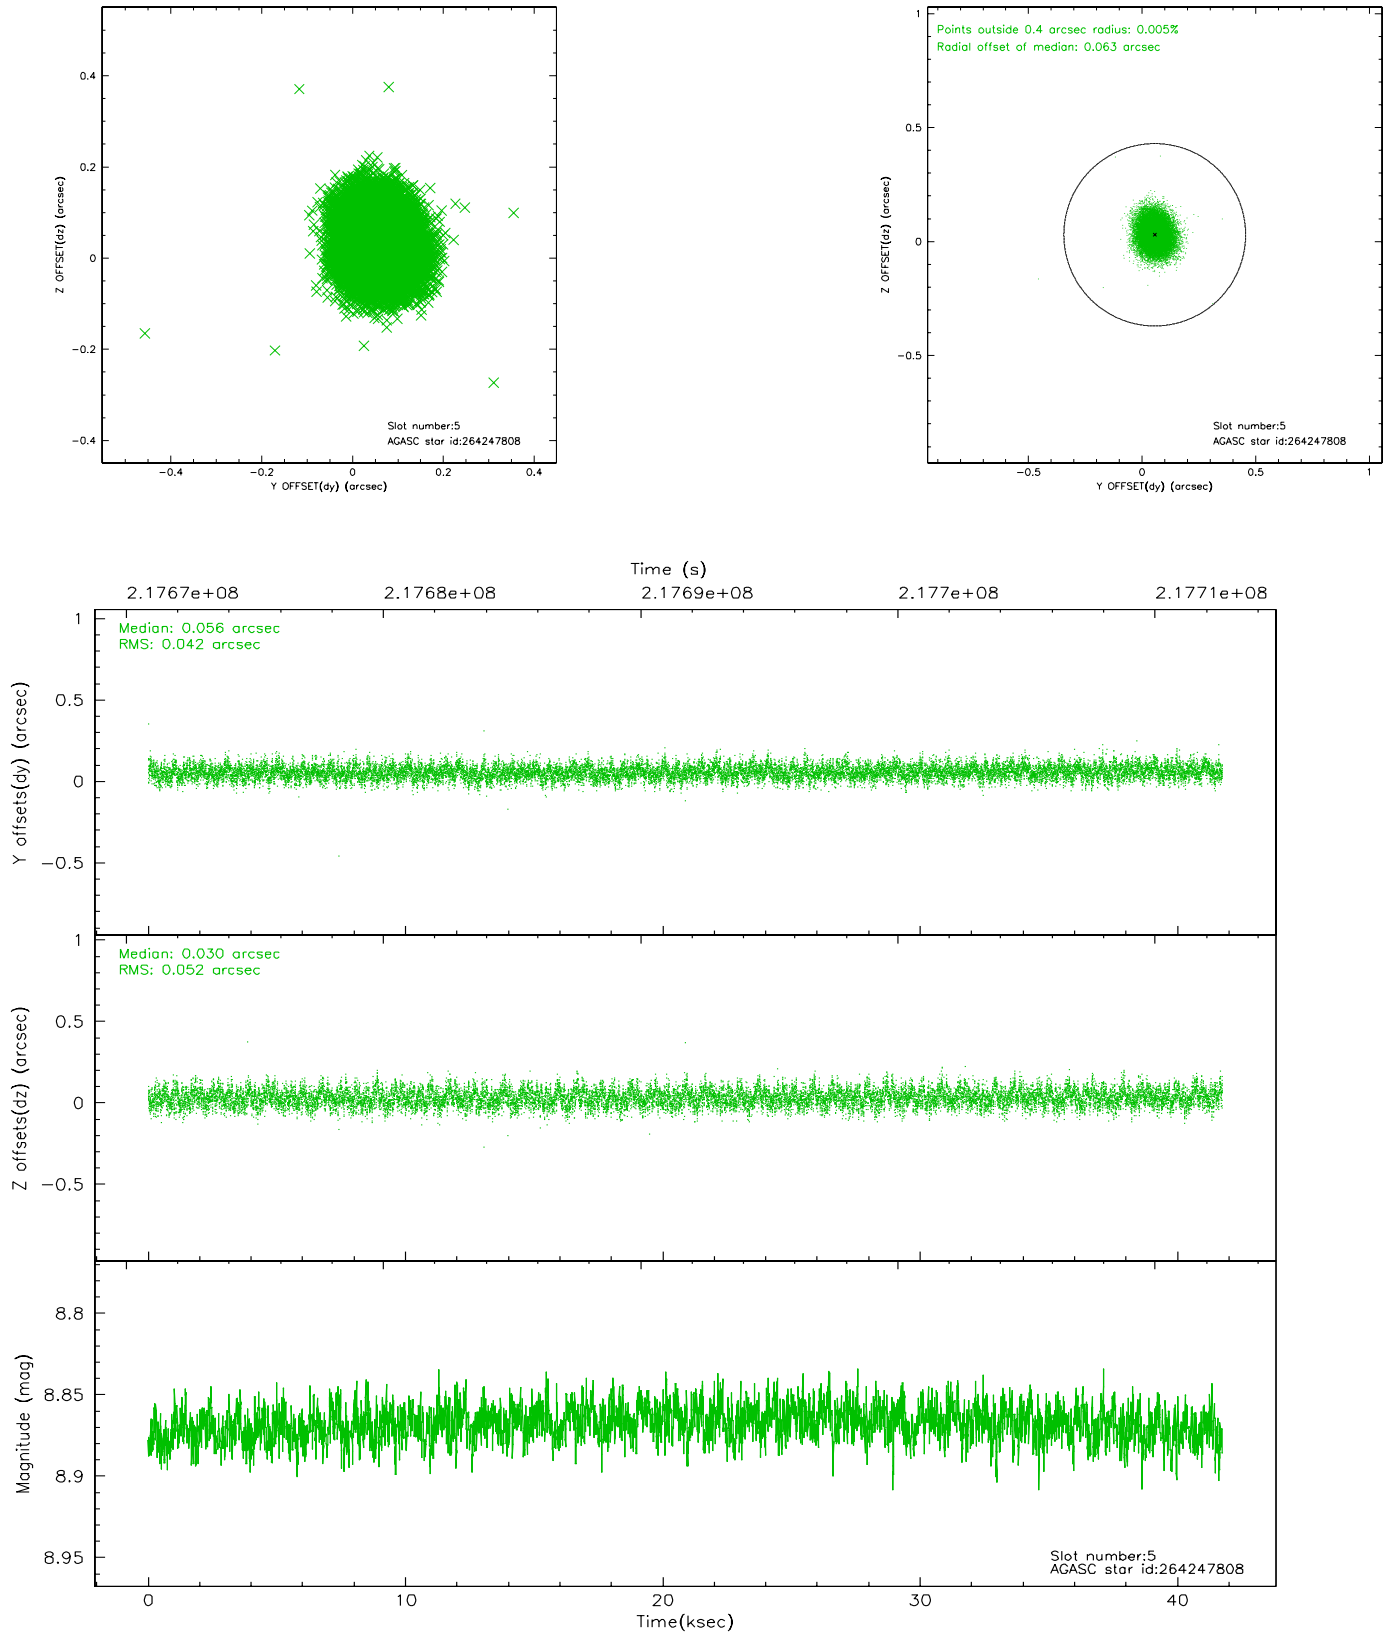 Z OFFSET(dz) (arcsec)
0.4
0.2
0
-0.2
-0.4
Slot number:5
AGASC star id:264247808
-0.4 -0.2 0 0.2 0.4
Y OFFSET(dy) (arcsec)
Points outside 0.4 arcsec radius: 0.005%
Radial offset of median: 0.063 arcsec
Z OFFSET(dz) (arcsec)
1
0.5
0
-0.5
Slot number:5
AGASC star id:264247808
-0.5 0 0.5 1
Y OFFSET(dy) (arcsec)
Time (s)
2.1767e+08 2.1768e+08 2.1769e+08 2.177e+08 2.1771e+08
Median: 0.056 arcsec
RMS: 0.042 arcsec
Y offsets(dy) (arcsec)
1
0.5
0
-0.5
Median: 0.030 arcsec
RMS: 0.052 arcsec
Z offsets(dz) (arcsec)
1
0.5
0
-0.5
Magnitude (mag)
8.8
8.85
8.9
8.95
Slot number:5
AGASC star id:264247808
0 10 20 30 40
Time(ksec)